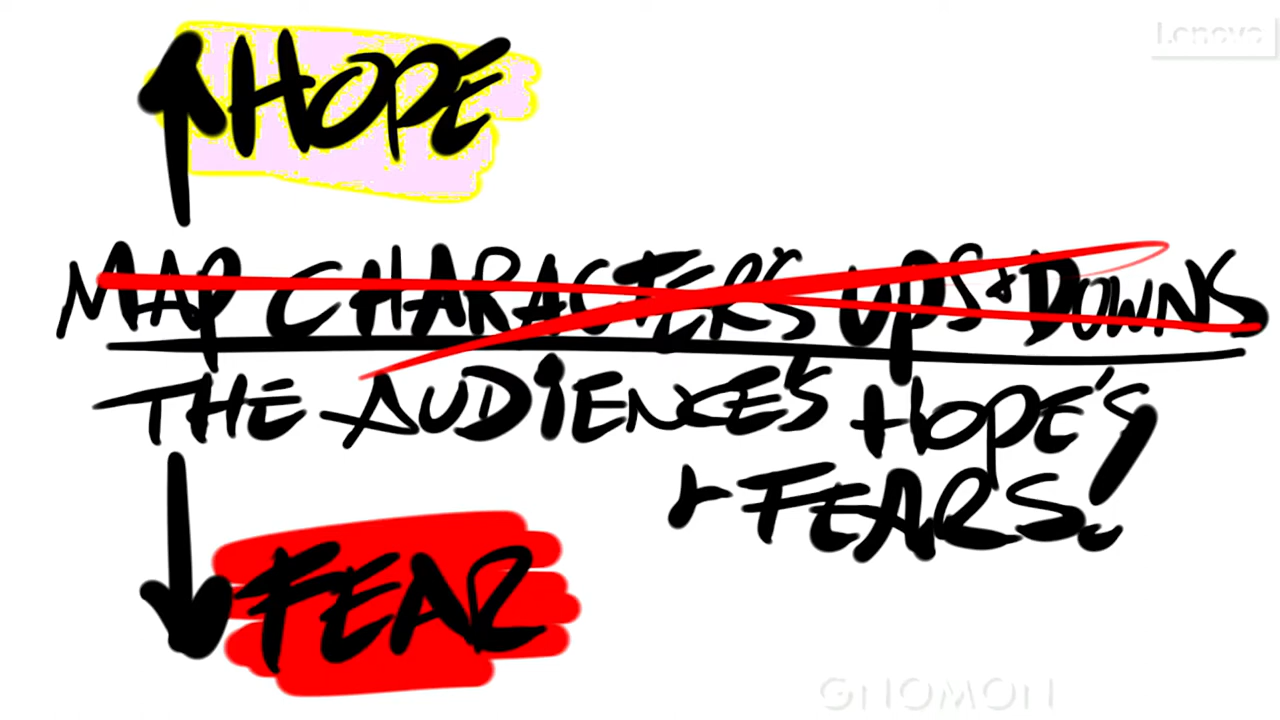 Lenovo
HOPE
MAP CHARACTER'S UPS & DOWNS
THE AUDIENCE'S HOPE'S
& FEARS!
FEAR
GNOMON